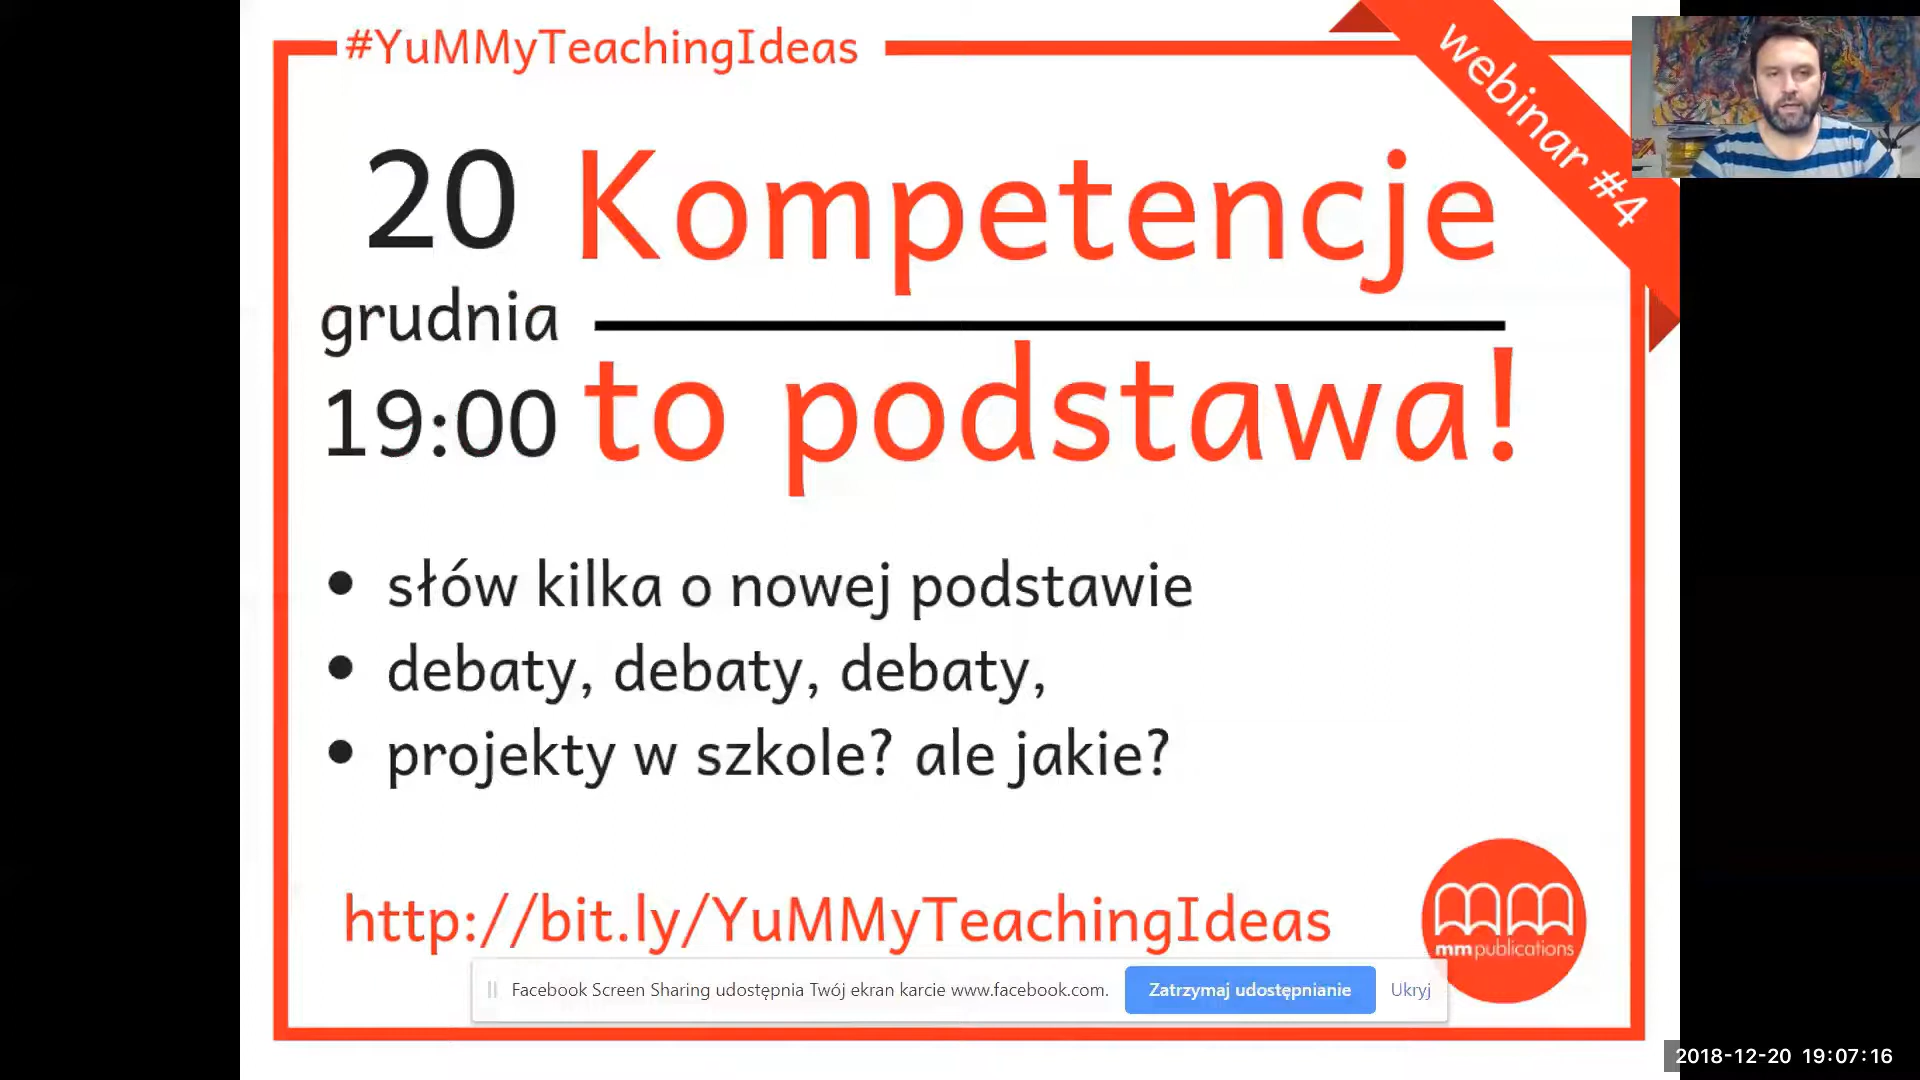 #YuMMyTeachingIdeas
webinar #4
20
grudnia
19:00
Kompetencje
to podstawa!
• słów kilka o nowej podstawie
• debaty, debaty, debaty,
• projekty w szkole? ale jakie?
http://bit.ly/YuMMyTeachingIdeas
mmpublications
Facebook Screen Sharing udostępnia Twój ekran karcie www.facebook.com.
Zatrzymaj udostępnianie
Ukryj
2018-12-20 19:07:16